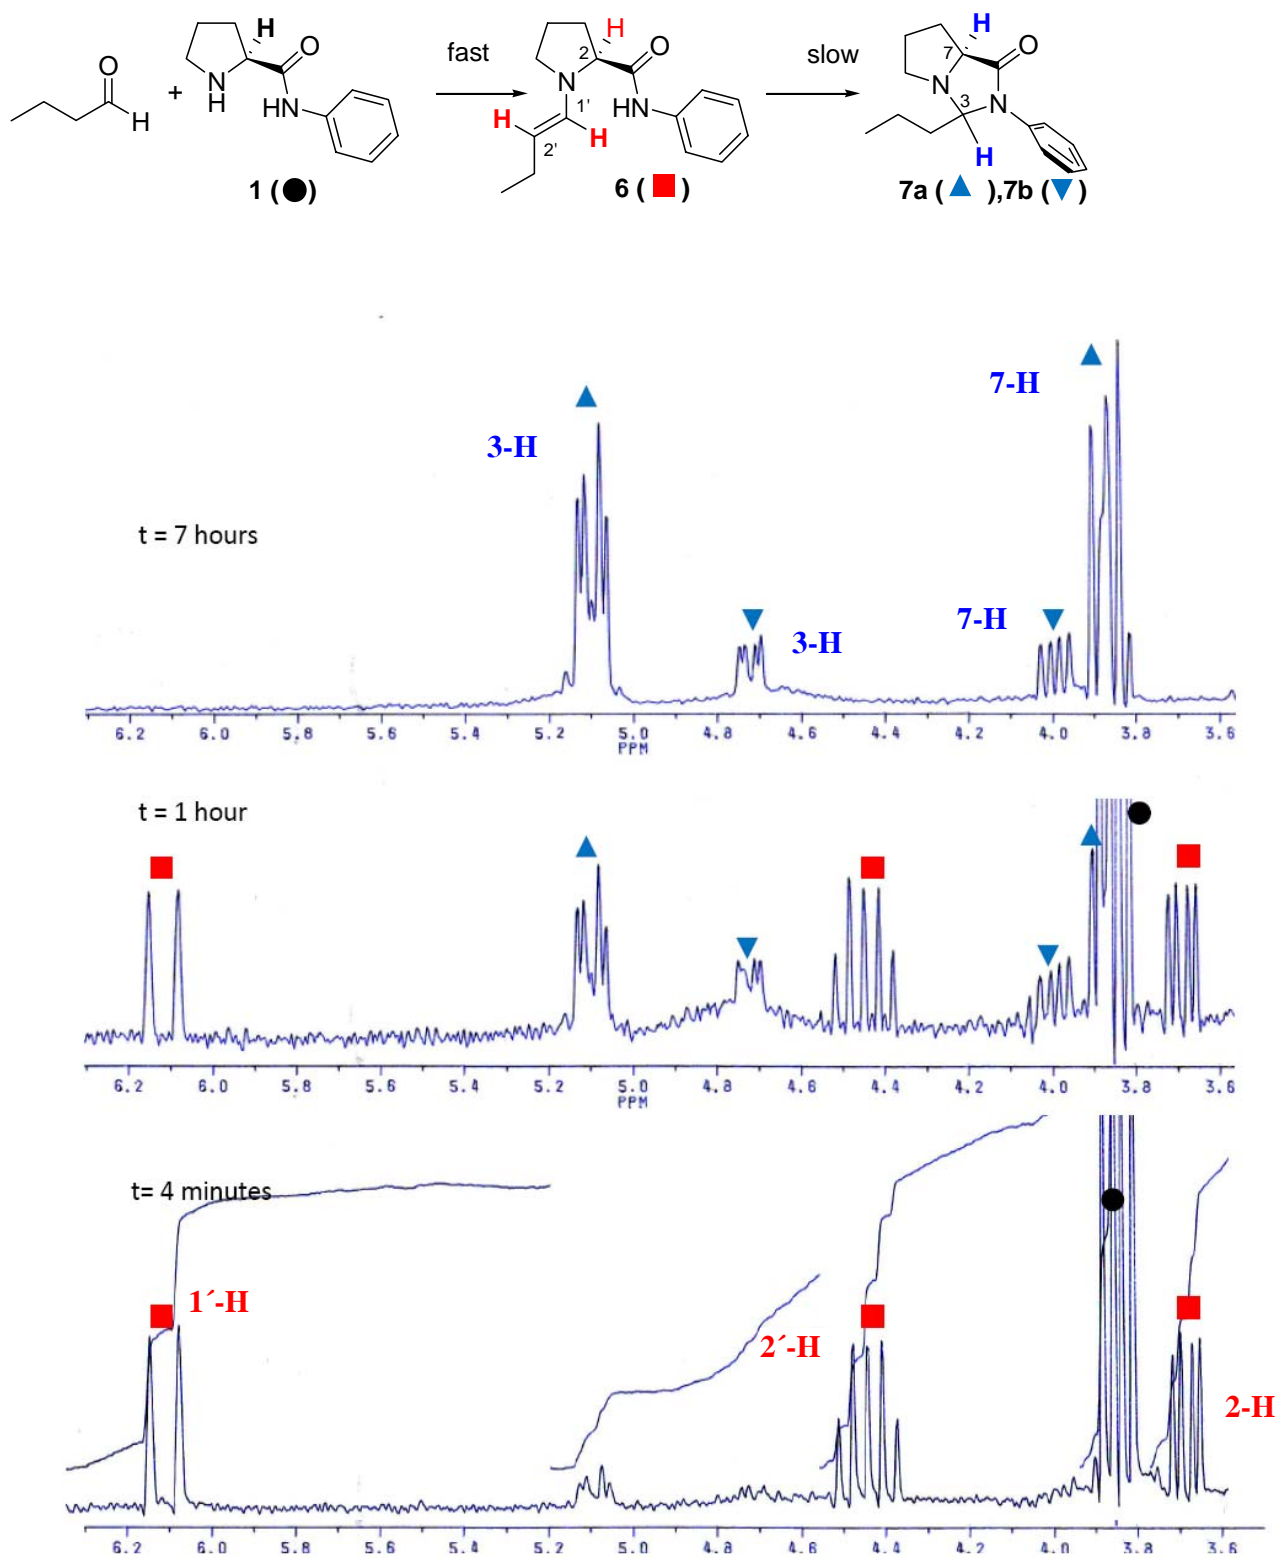 O
H
+
H
N
H
O
HN
1 (●)
fast
2
H
O
N
1'
HN
H
H
2'
6 (■)
slow
H
7
O
N
3
N
H
7a (▲),7b (▼)
3-H
7-H
t = 7 hours
7-H
3-H
6.2 6.0 5.8 5.6 5.4 5.2 5.0 4.8 4.6 4.4 4.2 4.0 3.8 3.6
PPM
t = 1 hour
6.2 6.0 5.8 5.6 5.4 5.2 5.0 4.8 4.6 4.4 4.2 4.0 3.8 3.6
PPM
t= 4 minutes
1´-H
2´-H
2-H
6.2 6.0 5.8 5.6 5.4 5.2 5.0 4.8 4.6 4.4 4.2 4.0 3.8 3.6